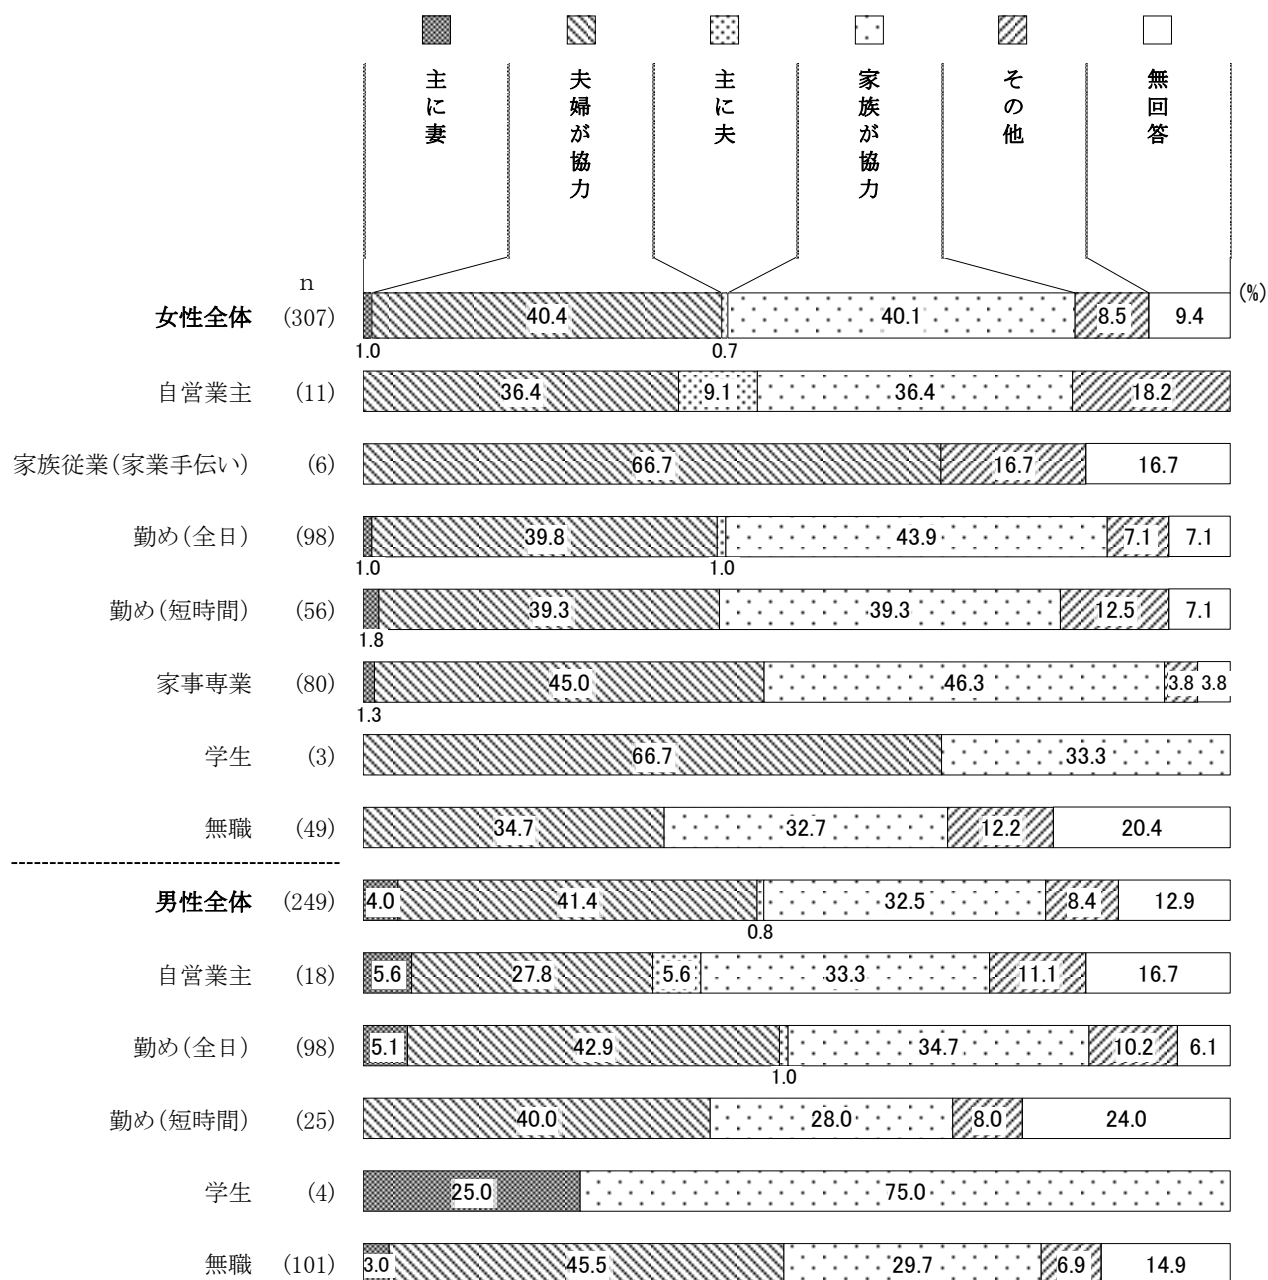 主に妻
夫婦が協力
主に夫
家族が協力
その他
無回答
n
(%)
女性全体 (307) 40.4 40.1 8.5 9.4
1.0 0.7
自営業主 (11) 36.4 9.1 36.4 18.2
家族従業(家業手伝い) (6) 66.7 16.7 16.7
勤め(全日) (98) 39.8 43.9 7.1 7.1
1.0 1.0
勤め(短時間) (56) 39.3 39.3 12.5 7.1
1.8
家事専業 (80) 45.0 46.3 3.8 3.8
1.3
学生 (3) 66.7 33.3
無職 (49) 34.7 32.7 12.2 20.4
男性全体 (249) 4.0 41.4 32.5 8.4 12.9
0.8
自営業主 (18) 5.6 27.8 5.6 33.3 11.1 16.7
勤め(全日) (98) 5.1 42.9 34.7 10.2 6.1
1.0
勤め(短時間) (25) 40.0 28.0 8.0 24.0
学生 (4) 25.0 75.0
無職 (101) 3.0 45.5 29.7 6.9 14.9